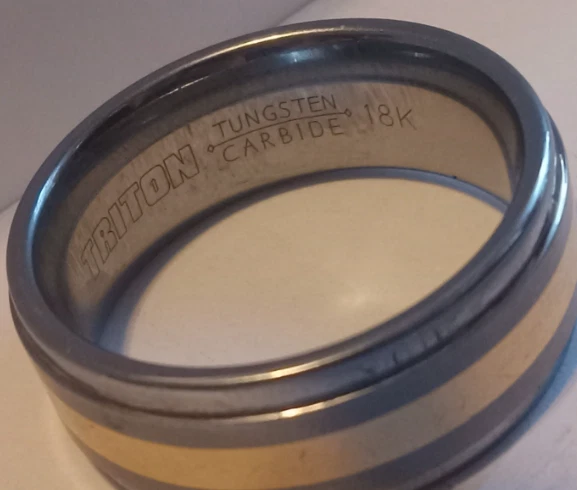 TRITON
TUNGSTEN
CARBIDE
18K